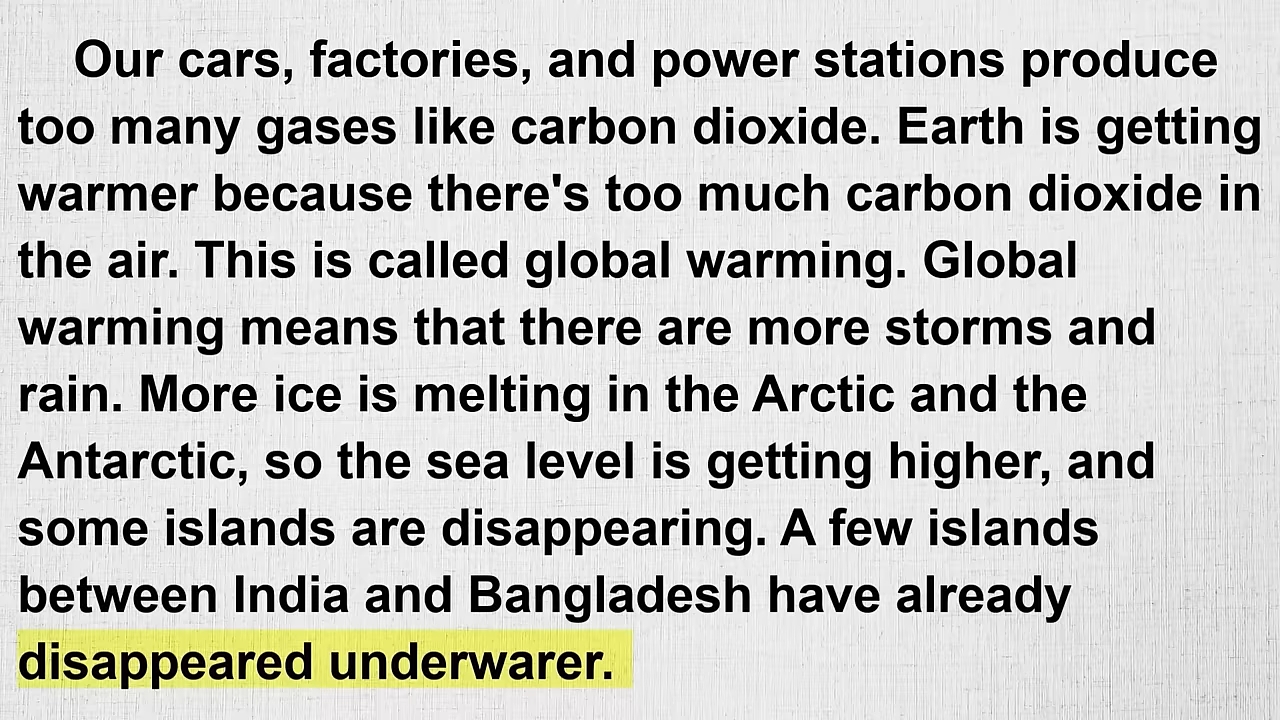 Our cars, factories, and power stations produce
too many gases like carbon dioxide. Earth is getting
warmer because there's too much carbon dioxide in
the air. This is called global warming. Global
warming means that there are more storms and
rain. More ice is melting in the Arctic and the
Antarctic, so the sea level is getting higher, and
some islands are disappearing. A few islands
between India and Bangladesh have already
disappeared underwarer.